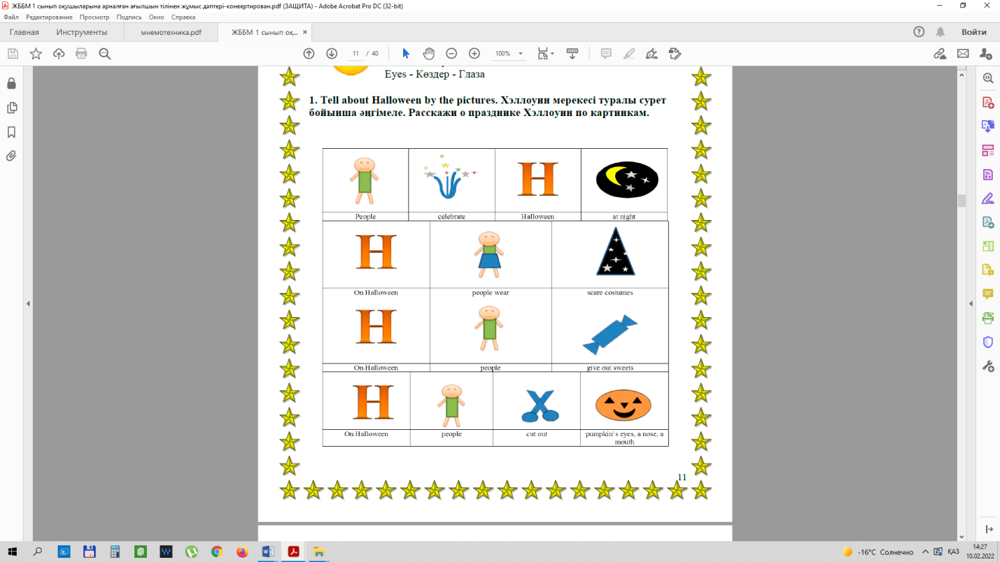 ЖББМ 1 сынып оқушыларына арналған ағылшын тілінен жұмыс дәптері-конвертирован.pdf (ЗАЩИТА) - Adobe Acrobat Pro DC (32-bit)
Файл Редактирование Просмотр Подпись Окно Справка
Главная Инструменты мнемотехника.pdf ЖББМ 1 сынып оқ... × Войти
11 / 40 100%
Eyes - Көздер - Глаза
1. Tell about Halloween by the pictures. Хэллоуин мерекесі туралы сурет
бойынша әңгімеле. Расскажи о празднике Хэллоуин по картинкам.
H
People celebrate Halloween at night
H
On Halloween people wear scare costumes
H
On Halloween people give out sweets
H
On Halloween people cut out pumpkin's eyes, a nose, a
mouth
11
-16°C Солнечно ҚАЗ 14:27
10.02.2022